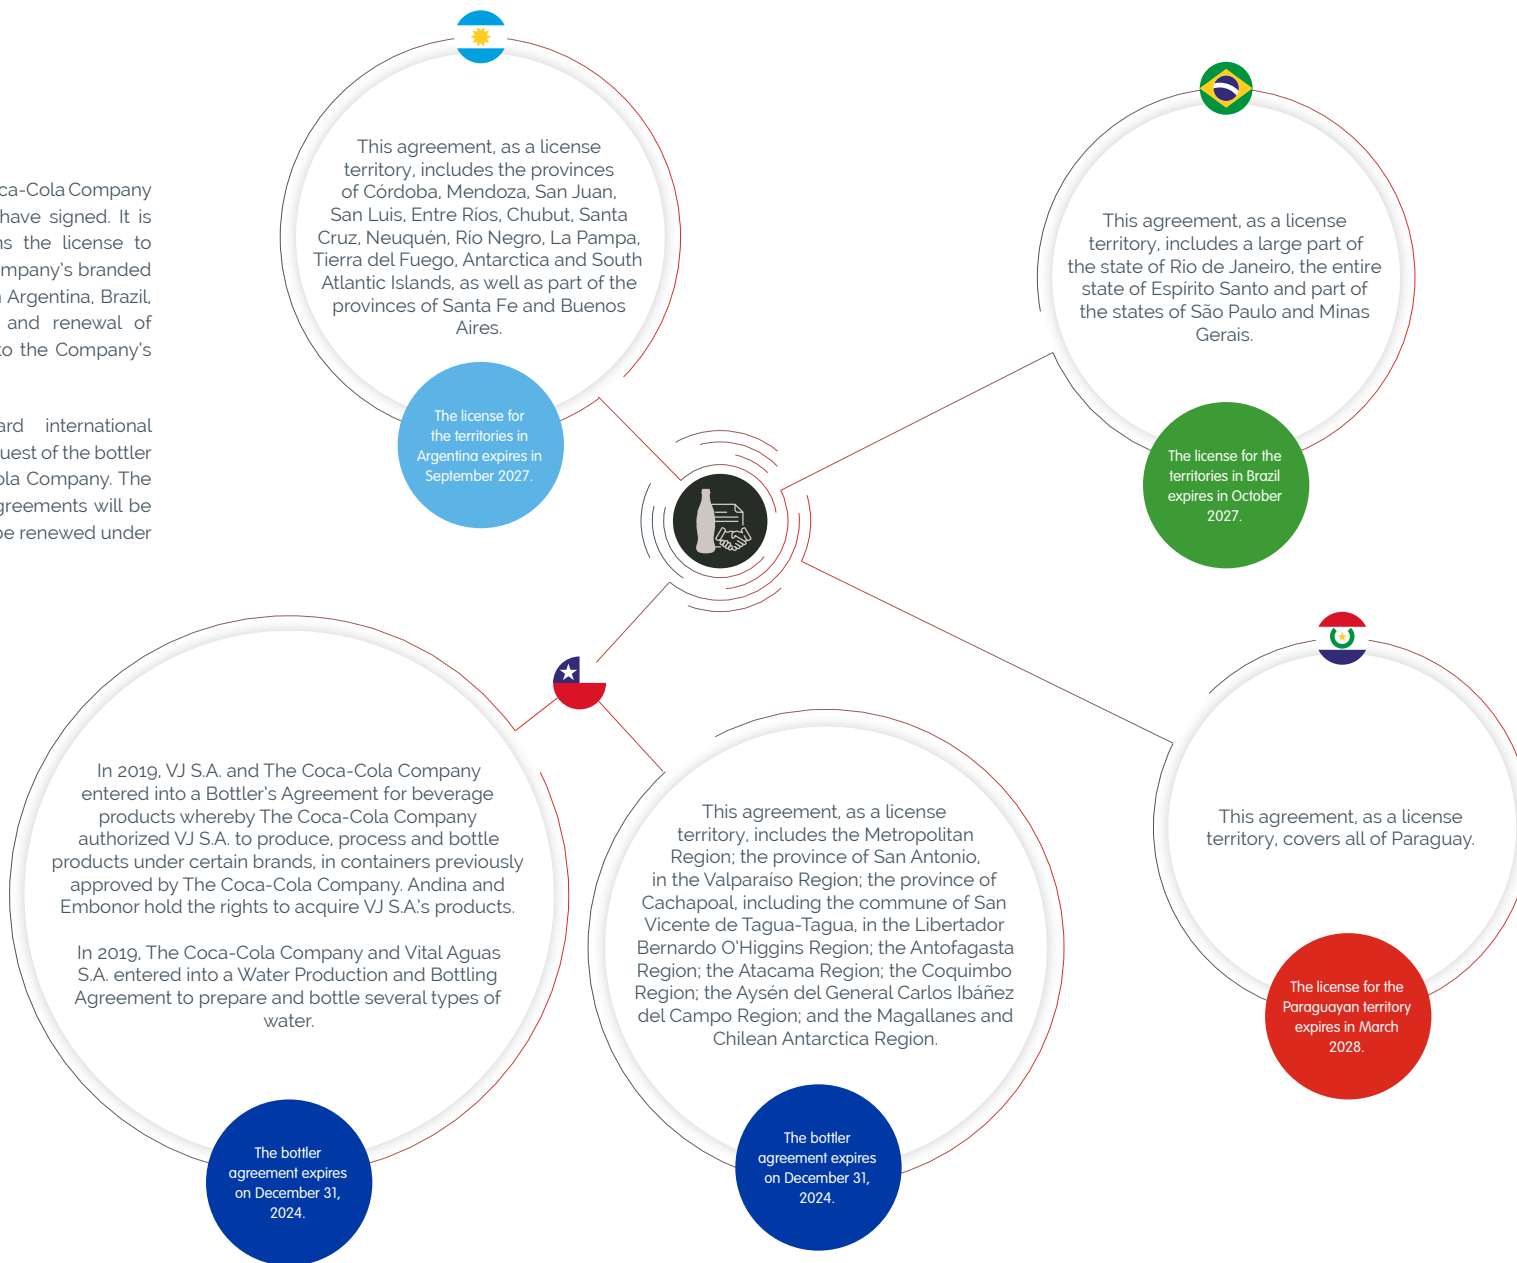 ca-Cola Company
have signed. It is
the license to
ompany's branded
Argentina, Brazil,
and renewal of
to the Company's
international
uest of the bottler
ola Company. The
greements will be
be renewed under
This agreement, as a license
territory, includes the provinces
of Córdoba, Mendoza, San Juan,
San Luis, Entre Ríos, Chubut, Santa
Cruz, Neuquén, Río Negro, La Pampa,
Tierra del Fuego, Antarctica and South
Atlantic Islands, as well as part of the
provinces of Santa Fe and Buenos
Aires.
The license for
the territories in
Argentina expires in
September 2027.
This agreement, as a license
territory, includes a large part of
the state of Rio de Janeiro, the entire
state of Espírito Santo and part of
the states of São Paulo and Minas
Gerais.
The license for the
territories in Brazil
expires in October
2027.
In 2019, VJ S.A. and The Coca-Cola Company
entered into a Bottler's Agreement for beverage
products whereby The Coca-Cola Company
authorized VJ S.A. to produce, process and bottle
products under certain brands, in containers previously
approved by The Coca-Cola Company. Andina and
Embonor hold the rights to acquire VJ S.A.'s products.
In 2019, The Coca-Cola Company and Vital Aguas
S.A. entered into a Water Production and Bottling
Agreement to prepare and bottle several types of
water.
The bottler
agreement expires
on December 31,
2024.
This agreement, as a license
territory, includes the Metropolitan
Region; the province of San Antonio,
in the Valparaíso Region; the province of
Cachapoal, including the commune of San
Vicente de Tagua-Tagua, in the Libertador
Bernardo O'Higgins Region; the Antofagasta
Region; the Atacama Region; the Coquimbo
Region; the Aysén del General Carlos Ibáñez
del Campo Region; and the Magallanes and
Chilean Antarctica Region.
The bottler
agreement expires
on December 31,
2024.
This agreement, as a license
territory, covers all of Paraguay.
The license for the
Paraguayan territory
expires in March
2028.